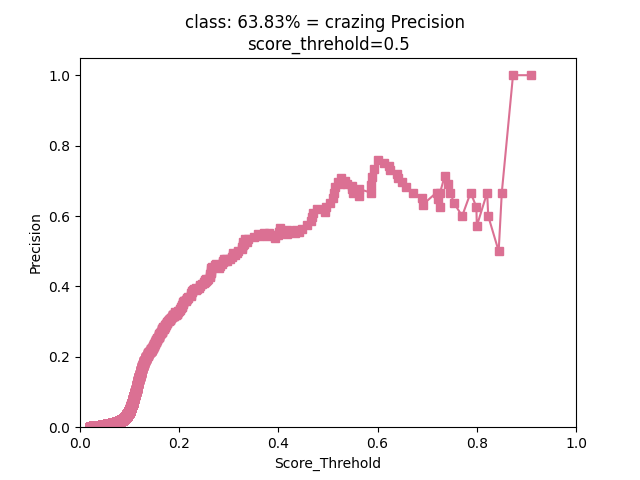 class: 63.83% = crazing Precision
score_threhold=0.5
1.0
0.8
0.6
0.4
0.2
0.0
Precision
0.0 0.2 0.4 0.6 0.8 1.0
Score_Threhold